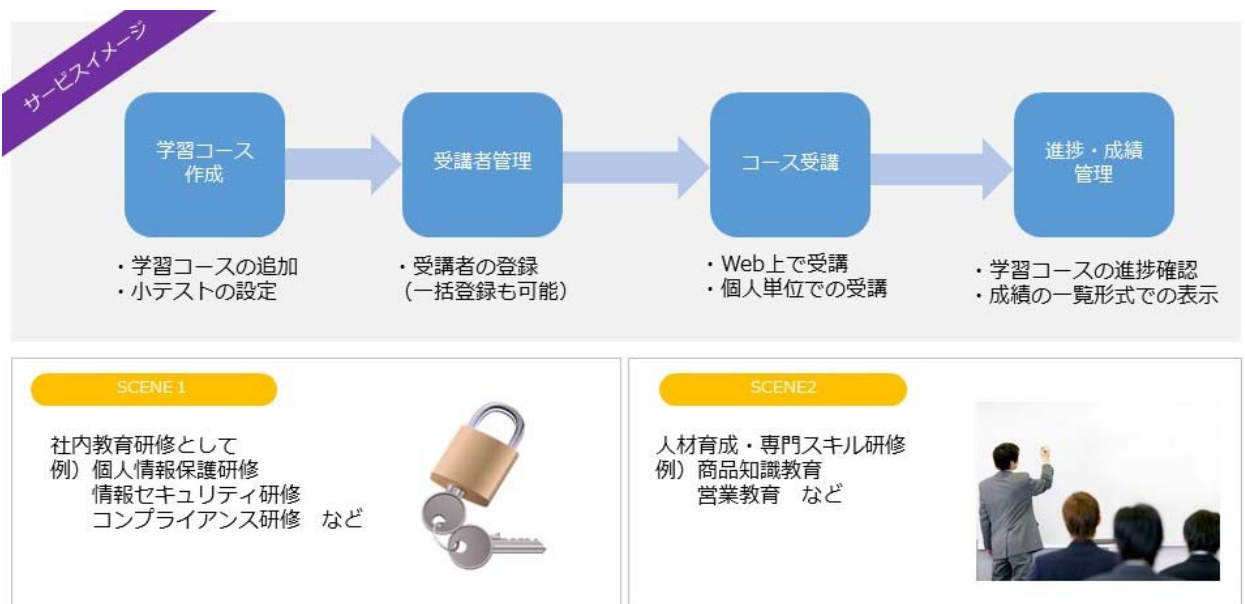 サービスイメージ
学習コース
作成
受講者管理
コース受講
進捗・成績
管理
・学習コースの追加
・小テストの設定
・受講者の登録
（一括登録も可能）
・Web上で受講
・個人単位での受講
・学習コースの進捗確認
・成績の一覧形式での表示
SCENE 1
社内教育研修として
例）個人情報保護研修
情報セキュリティ研修
コンプライアンス研修　など
SCENE2
人材育成・専門スキル研修
例）商品知識教育
営業教育　など